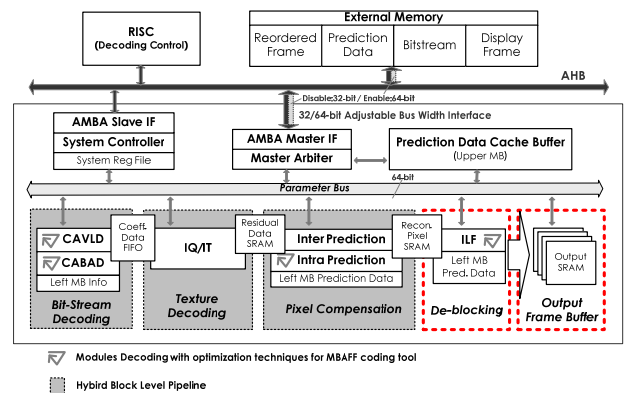 RISC
(Decoding Control)
External Memory
Reordered Frame
Prediction Data
Bitstream
Display Frame
AHB
Disable;32-bit / Enable;64-bit
32/64-bit Adjustable Bus Width Interface
AMBA Slave IF
System Controller
System Reg File
AMBA Master IF
Master Arbiter
Prediction Data Cache Buffer
(Upper MB)
64-bit
Parameter Bus
CAVLD
CABAD
Left MB Info
Bit-Stream
Decoding
Coeff.
Data
FIFO
IQ/IT
Texture
Decoding
Residual
Data
SRAM
Inter Prediction
Intra Prediction
Left MB Prediction Data
Pixel Compensation
Recon.
Pixel
SRAM
ILF
Left MB
Pred. Data
De-blocking
Output
SRAM
Output
Frame Buffer
Modules Decoding with optimization techniques for MBAFF coding tool
Hybird Block Level Pipeline